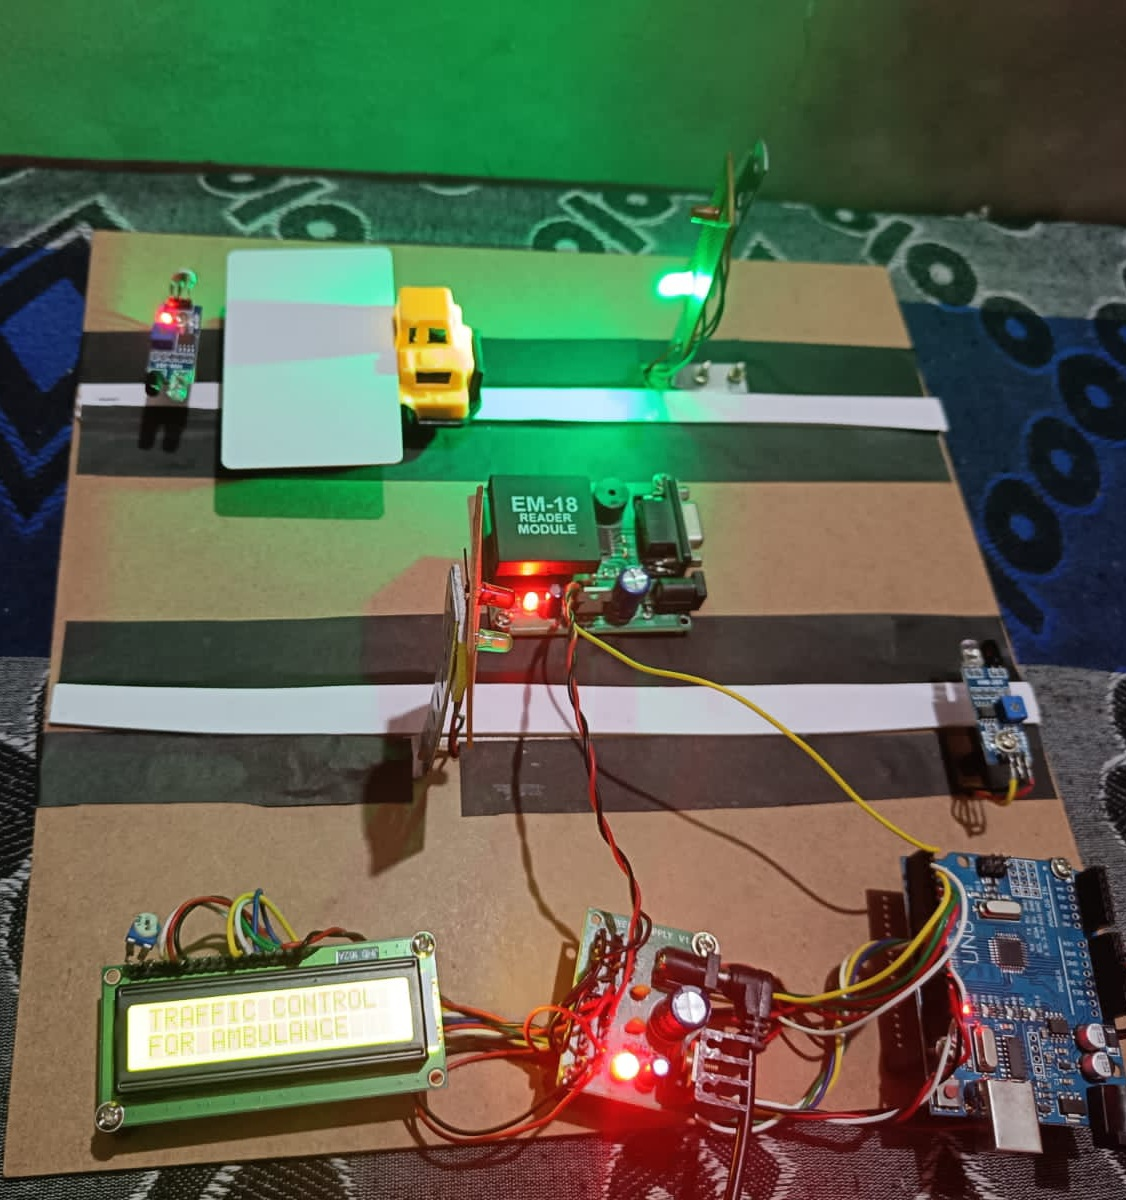 EM-18
READER
MODULE
TRAFFIC CONTROL
FOR AMBULANCE
UNO